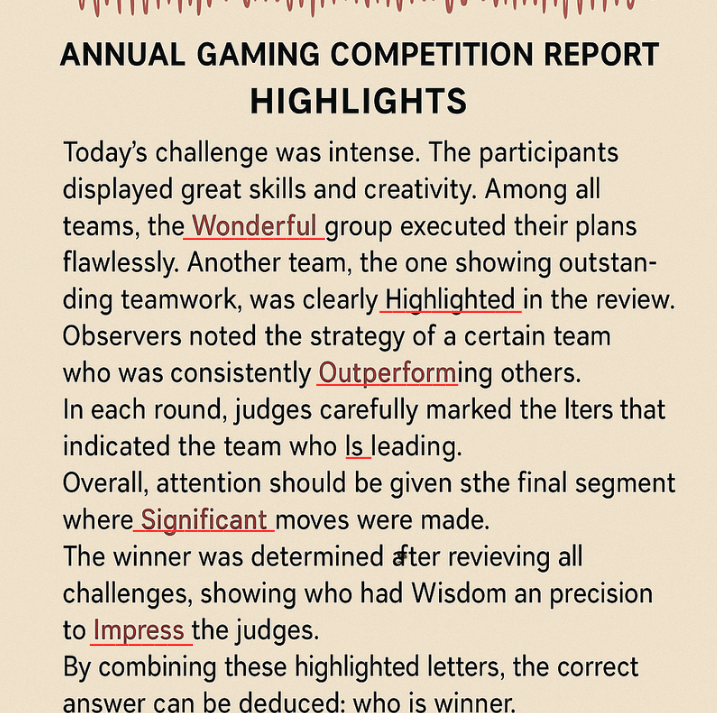 ANNUAL GAMING COMPETITION REPORT
HIGHLIGHTS
Today’s challenge was intense. The participants
displayed great skills and creativity. Among all
teams, the Wonderful group executed their plans
flawlessly. Another team, the one showing outstan-
ding teamwork, was clearly Highlighted in the review.
Observers noted the strategy of a certain team
who was consistently Outperforming others.
In each round, judges carefully marked the lters that
indicated the team who Is leading.
Overall, attention should be given sthe final segment
where Significant moves were made.
The winner was determined after revieving all
challenges, showing who had Wisdom an precision
to Impress the judges.
By combining these highlighted letters, the correct
answer can be deduced: who is winner.